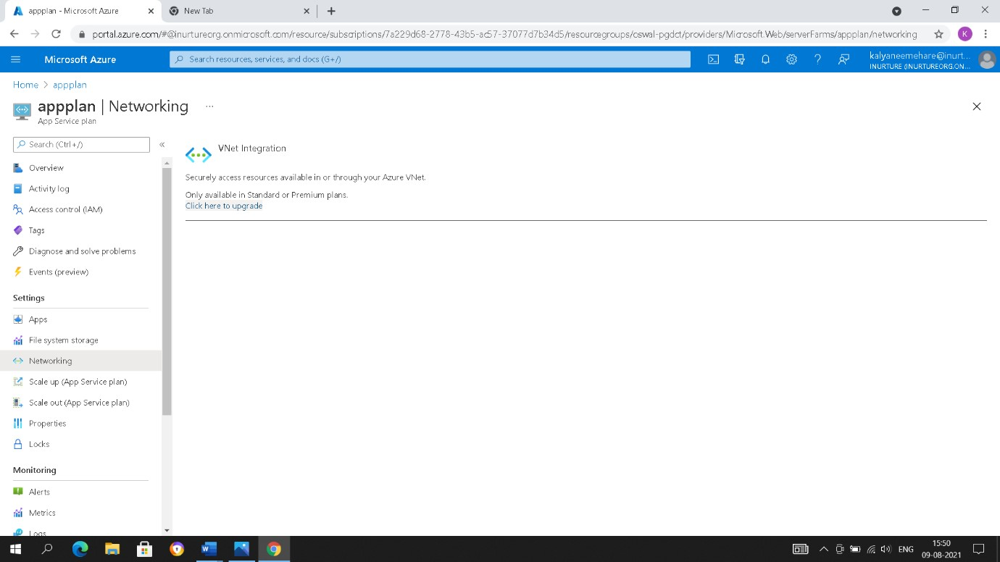 appplan - Microsoft Azure
New Tab
portal.azure.com/#@inurtureorg.onmicrosoft.com/resource/subscriptions/7a229d68-2778-43b5-ac57-37077d7b34d5/resourcegroups/oswal-pgdct/providers/Microsoft.Web/serverFarms/appplan/networking
K
Microsoft Azure
Search resources, services, and docs (G+/)
kalyaneemehare@inurt...
INURTURE (INURTUREORG.ON...
Home > appplan
appplan | Networking ...
App Service plan
Search (Ctrl+/)
«
Overview
Activity log
Access control (IAM)
Tags
Diagnose and solve problems
Events (preview)
Settings
Apps
File system storage
Networking
Scale up (App Service plan)
Scale out (App Service plan)
Properties
Locks
Monitoring
Alerts
Metrics
Logs
VNet Integration
Securely access resources available in or through your Azure VNet.
Only available in Standard or Premium plans.
Click here to upgrade
ENG
15:50
09-08-2021